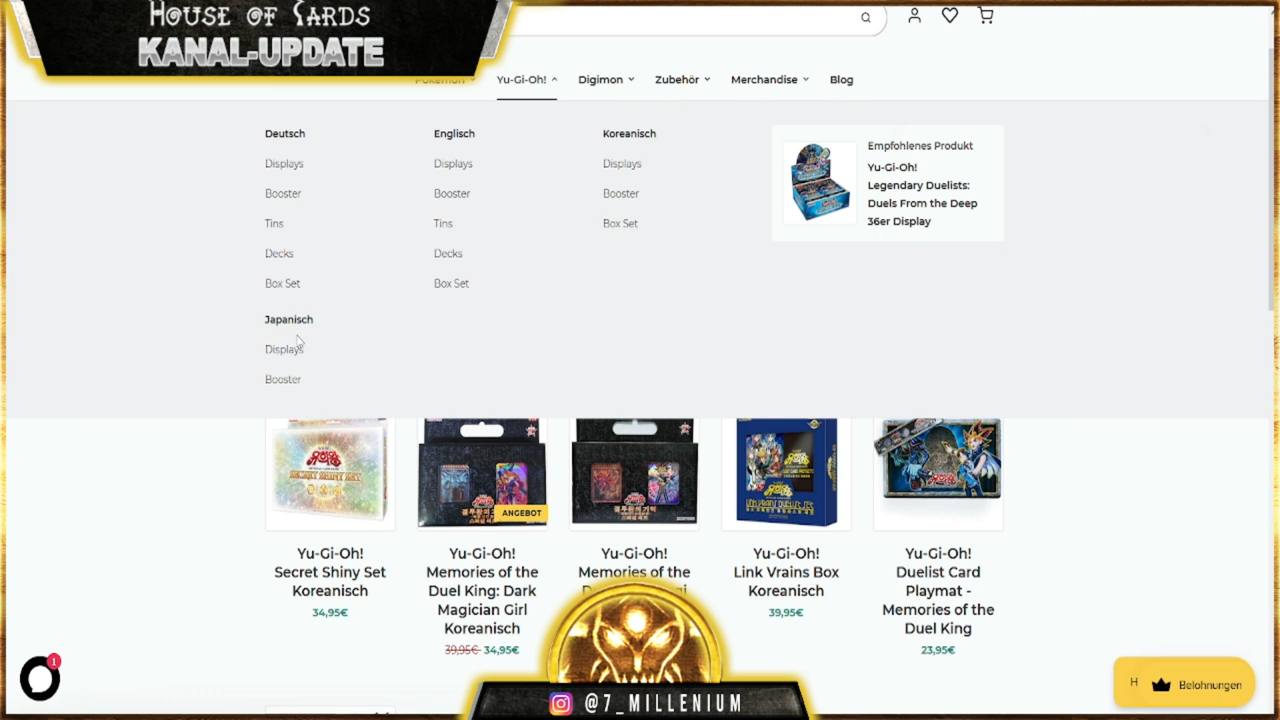 House of Cards
KANAL-UPDATE
Pokémon
Yu-Gi-Oh!
Digimon
Zubehör
Merchandise
Blog
Deutsch
Displays
Booster
Tins
Decks
Box Set
Japanisch
Displays
Booster
Englisch
Displays
Booster
Tins
Decks
Box Set
Koreanisch
Displays
Booster
Box Set
Empfohlenes Produkt
Yu-Gi-Oh!
Legendary Duelists:
Duels From the Deep
36er Display
SECRET SHINY SET
ANGEBOT
Yu-Gi-Oh!
Secret Shiny Set
Koreanisch
34,95€
Yu-Gi-Oh!
Memories of the
Duel King: Dark
Magician Girl
Koreanisch
39,95€ 34,95€
Yu-Gi-Oh!
Memories of the
Yu-Gi-Oh!
Link Vrains Box
Koreanisch
39,95€
Yu-Gi-Oh!
Duelist Card
Playmat -
Memories of the
Duel King
23,95€
1
H
Belohnungen
@7_MILLENIUM